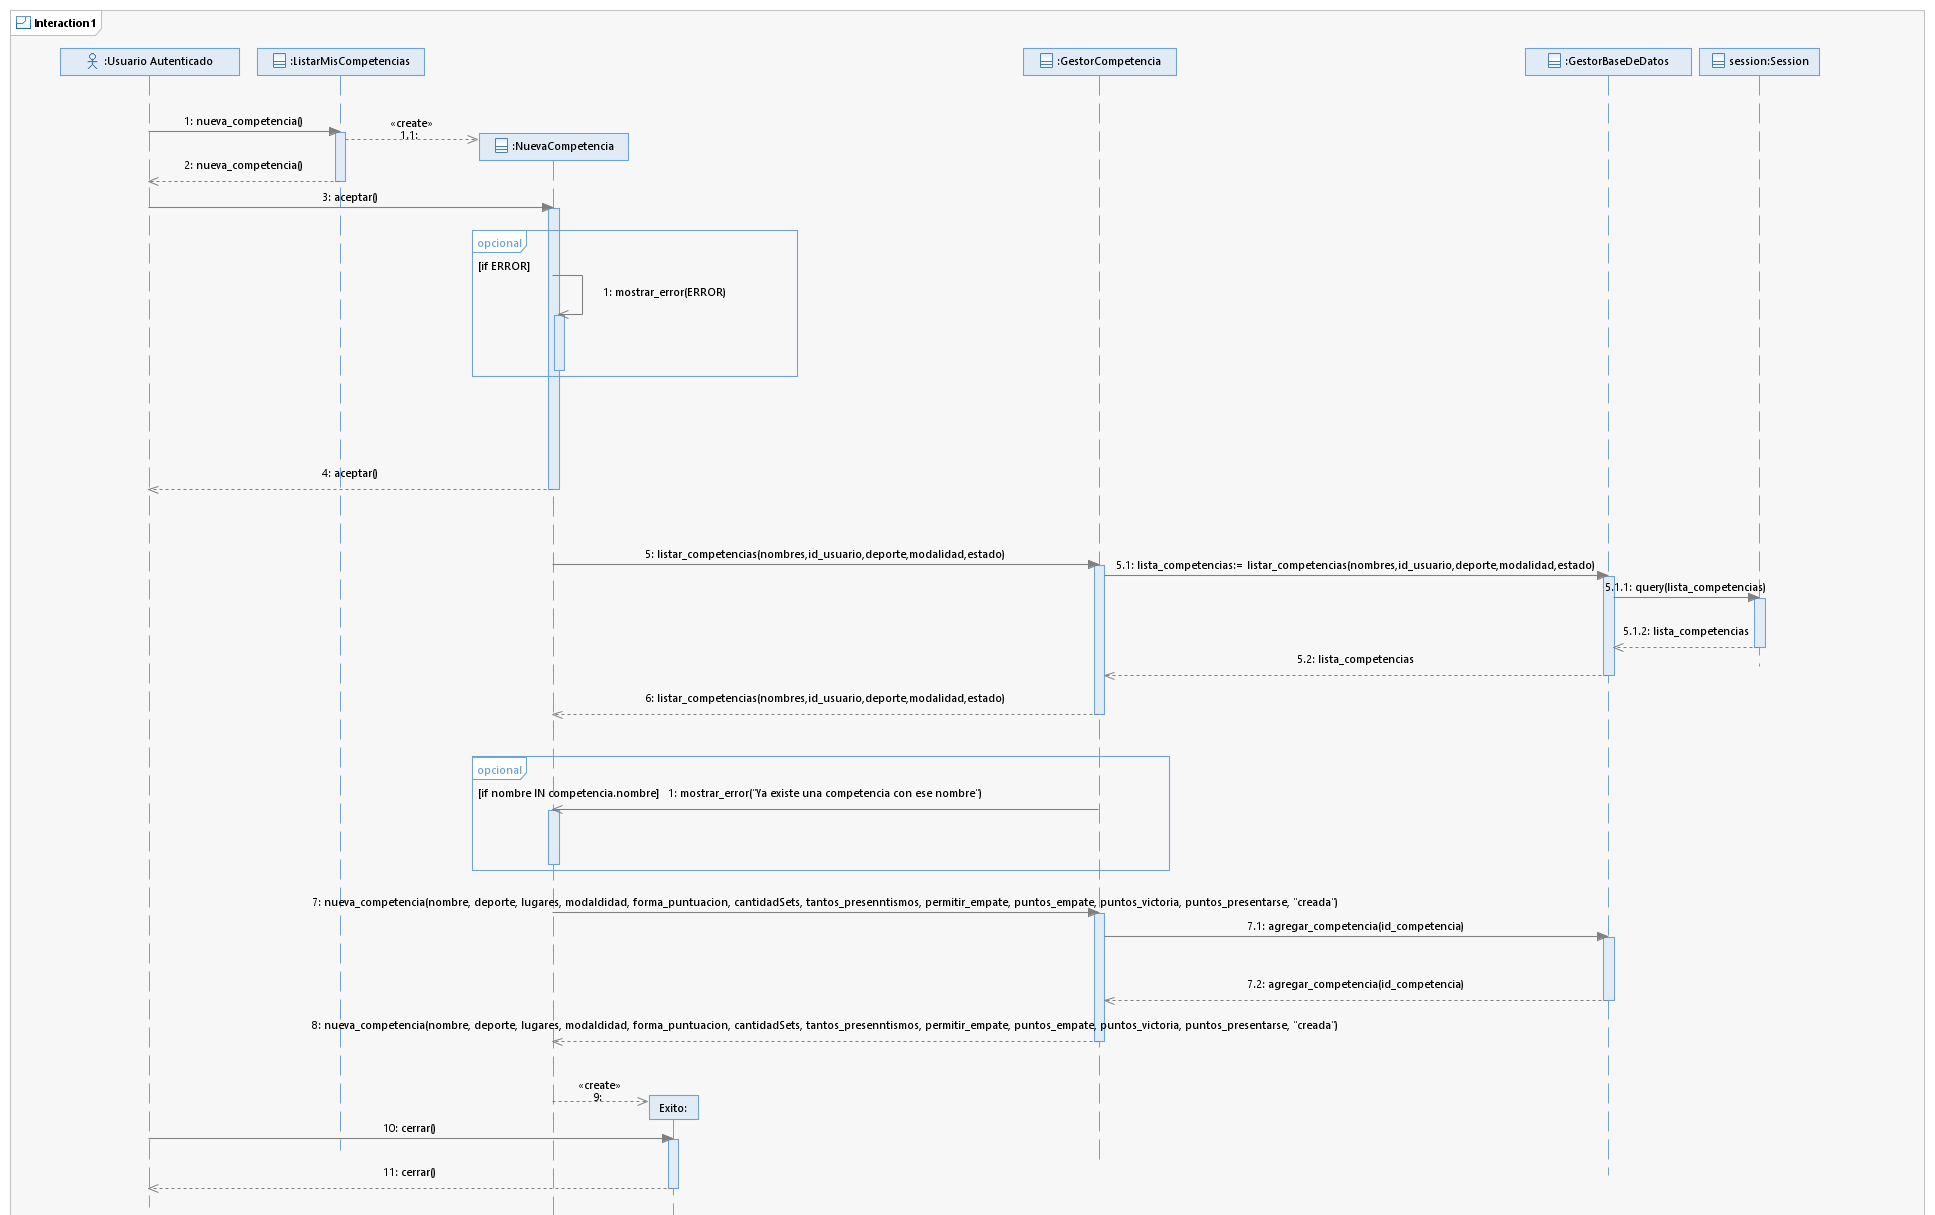 Interaction1
:Usuario Autenticado
:ListarMisCompetencias
:GestorCompetencia
:GestorBaseDeDatos
session:Session
1: nueva_competencia()
«create»
1.1:
:NuevaCompetencia
2: nueva_competencia()
3: aceptar()
opcional
[if ERROR]
1: mostrar_error(ERROR)
4: aceptar()
5: listar_competencias(nombres,id_usuario,deporte,modalidad,estado)
5.1: lista_competencias:= listar_competencias(nombres,id_usuario,deporte,modalidad,estado)
5.1.1: query(lista_competencias)
5.1.2: lista_competencias
5.2: lista_competencias
6: listar_competencias(nombres,id_usuario,deporte,modalidad,estado)
opcional
[if nombre IN competencia.nombre] 1: mostrar_error("Ya existe una competencia con ese nombre")
7: nueva_competencia(nombre, deporte, lugares, modaldidad, forma_puntuacion, cantidadSets, tantos_presenntismos, permitir_empate, puntos_empate, puntos_victoria, puntos_presentarse, "creada")
7.1: agregar_competencia(id_competencia)
7.2: agregar_competencia(id_competencia)
8: nueva_competencia(nombre, deporte, lugares, modaldidad, forma_puntuacion, cantidadSets, tantos_presenntismos, permitir_empate, puntos_empate, puntos_victoria, puntos_presentarse, "creada")
«create»
9:
Exito:
10: cerrar()
11: cerrar()